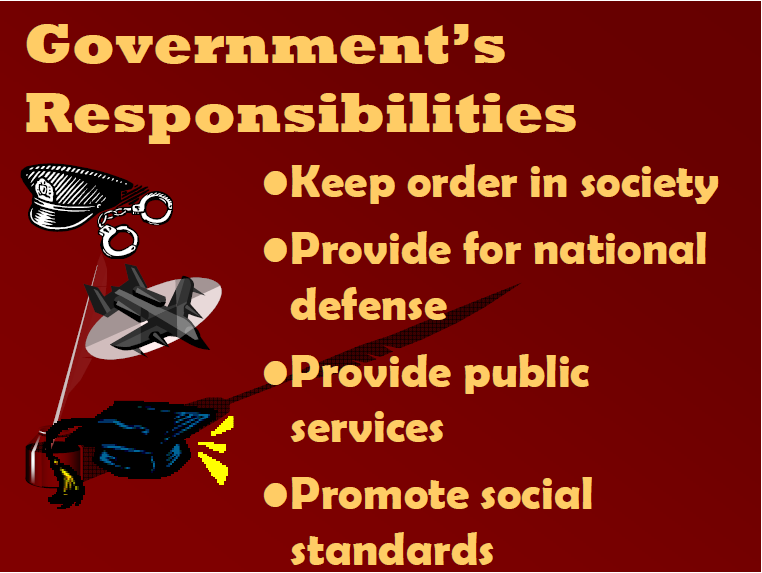 Government’s
Responsibilities
●Keep order in society
●Provide for national
defense
●Provide public
services
●Promote social
standards